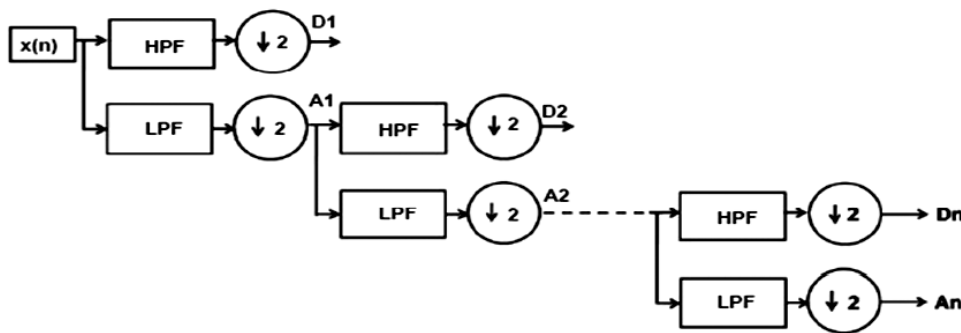 D1
x(n) HPF ↓ 2
A1 D2
LPF ↓ 2 HPF ↓ 2
A2
LPF ↓ 2 HPF ↓ 2 Dn
LPF ↓ 2 An